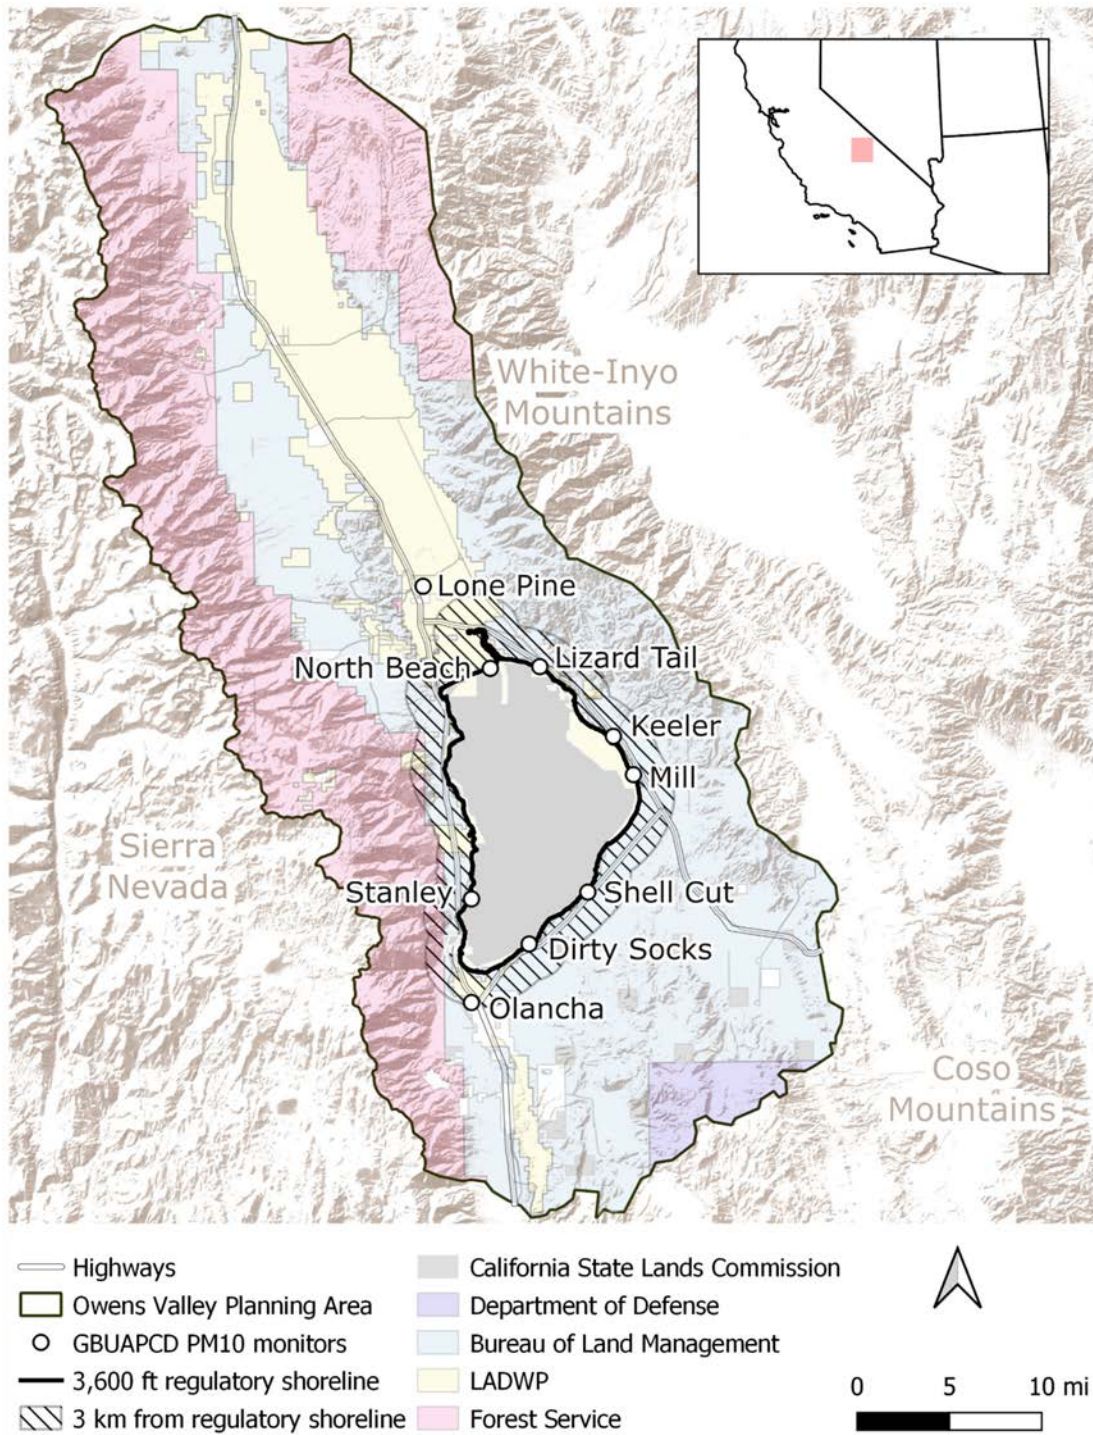 White-Inyo
Mountains
Lone Pine
North Beach
Lizard Tail
Keeler
Mill
Sierra
Nevada
Stanley
Shell Cut
Dirty Socks
Olancha
Coso
Mountains
Highways
Owens Valley Planning Area
GBUAPCD PM10 monitors
3,600 ft regulatory shoreline
3 km from regulatory shoreline
California State Lands Commission
Department of Defense
Bureau of Land Management
LADWP
Forest Service
0 5 10 mi